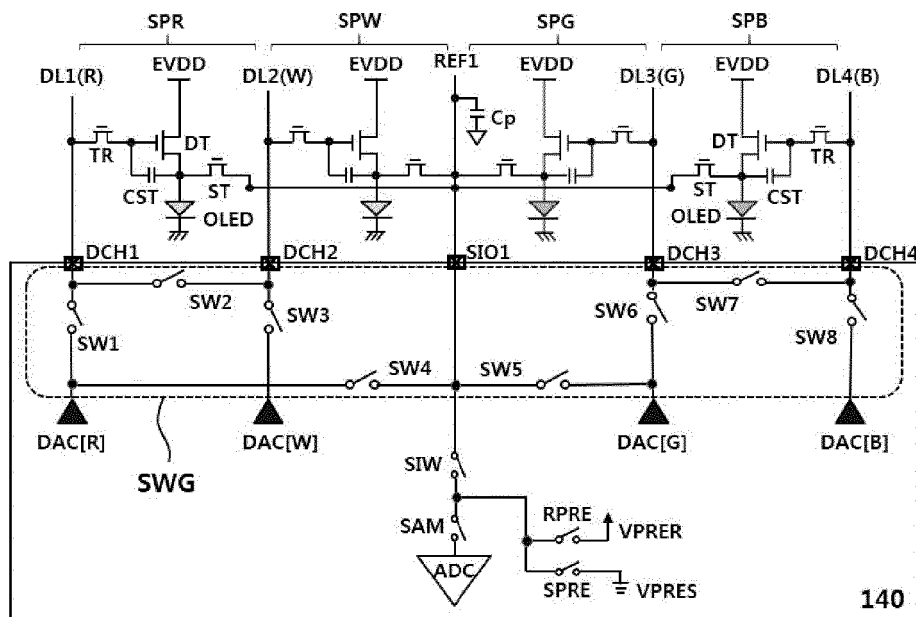 SPR SPW SPG SPB
DL1(R) EVDD DL2(W) EVDD REF1 EVDD DL3(G) EVDD DL4(B)
Cp
TR DT DT TR
CST ST ST CST
OLED OLED
DCH1 DCH2 SIO1 DCH3 DCH4
SW2 SW7
SW1 SW3 SW6 SW8
SW4 SW5
DAC[R] DAC[W] DAC[G] DAC[B]
SWG
SIW
SAM RPRE VPRER
ADC
SPRE VPRES
140